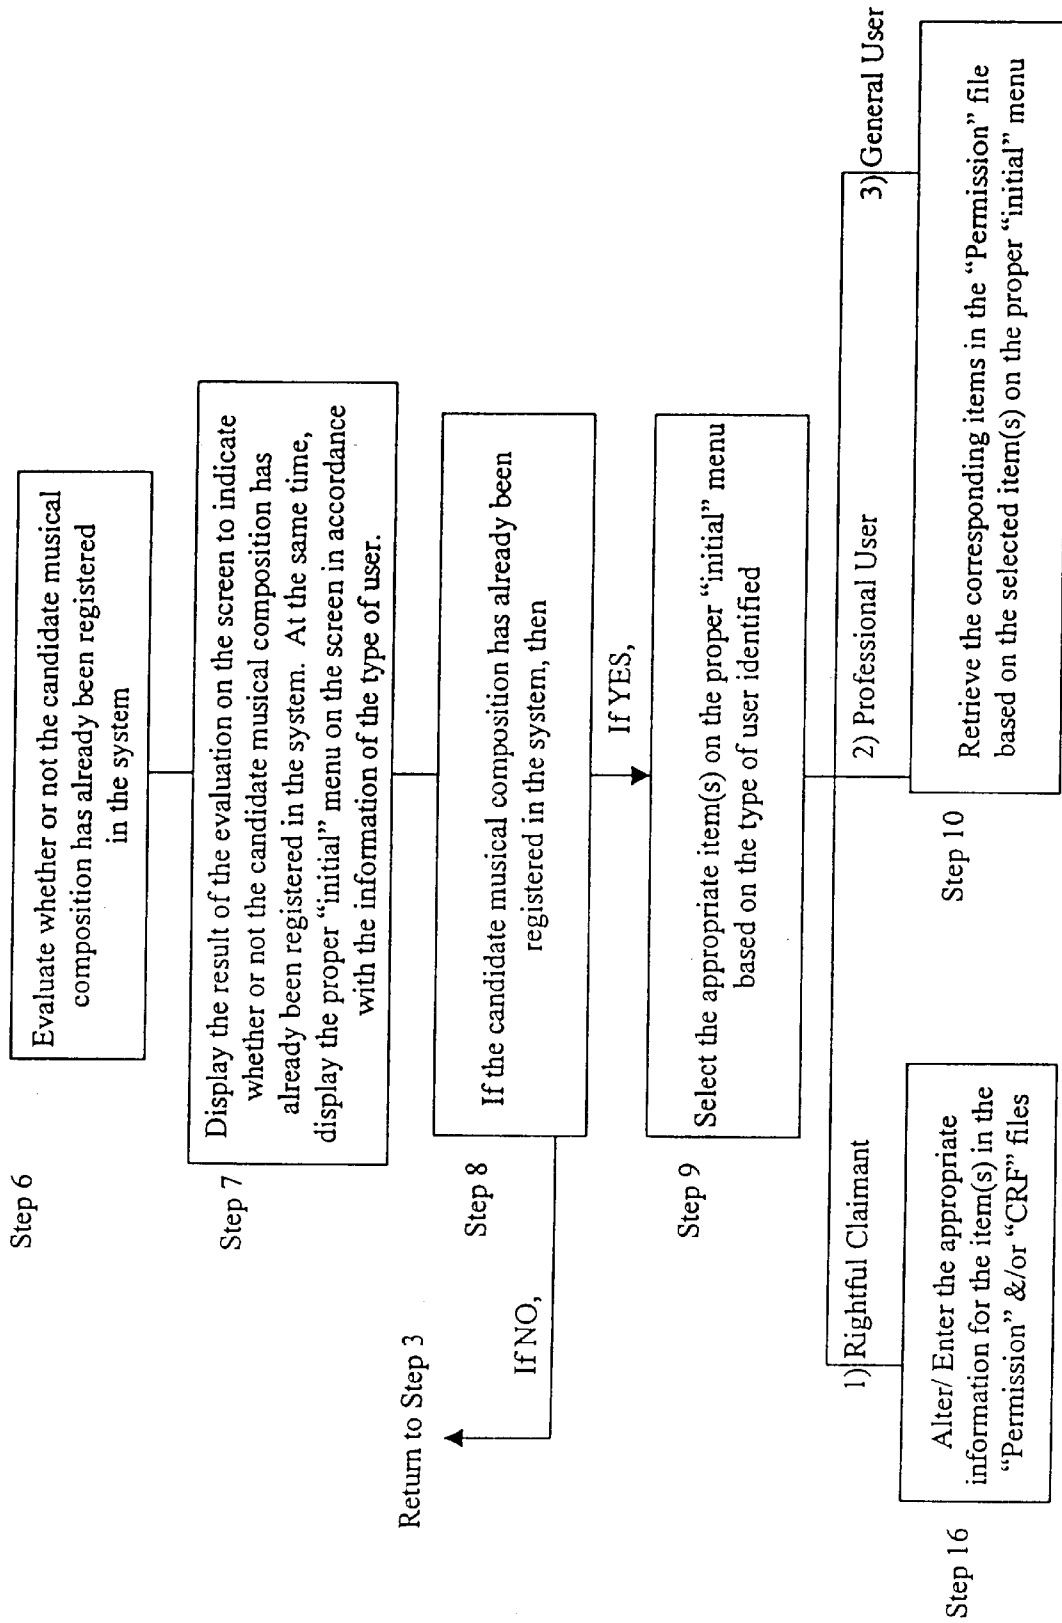 Step 6
Evaluate whether or not the candidate musical
composition has already been registered
in the system
Step 7
Display the result of the evaluation on the screen to indicate
whether or not the candidate musical composition has
already been registered in the system. At the same time,
display the proper “initial” menu on the screen in accordance
with the information of the type of user.
Step 8
If the candidate musical composition has already been
registered in the system, then
If NO,
Return to Step 3
If YES,
Step 9
Select the appropriate item(s) on the proper “initial” menu
based on the type of user identified
1) Rightful Claimant
2) Professional User
3) General User
Step 16
Alter/ Enter the appropriate
information for the item(s) in the
“Permission” &/or “CRF” files
Step 10
Retrieve the corresponding items in the “Permission” file
based on the selected item(s) on the proper “initial” menu